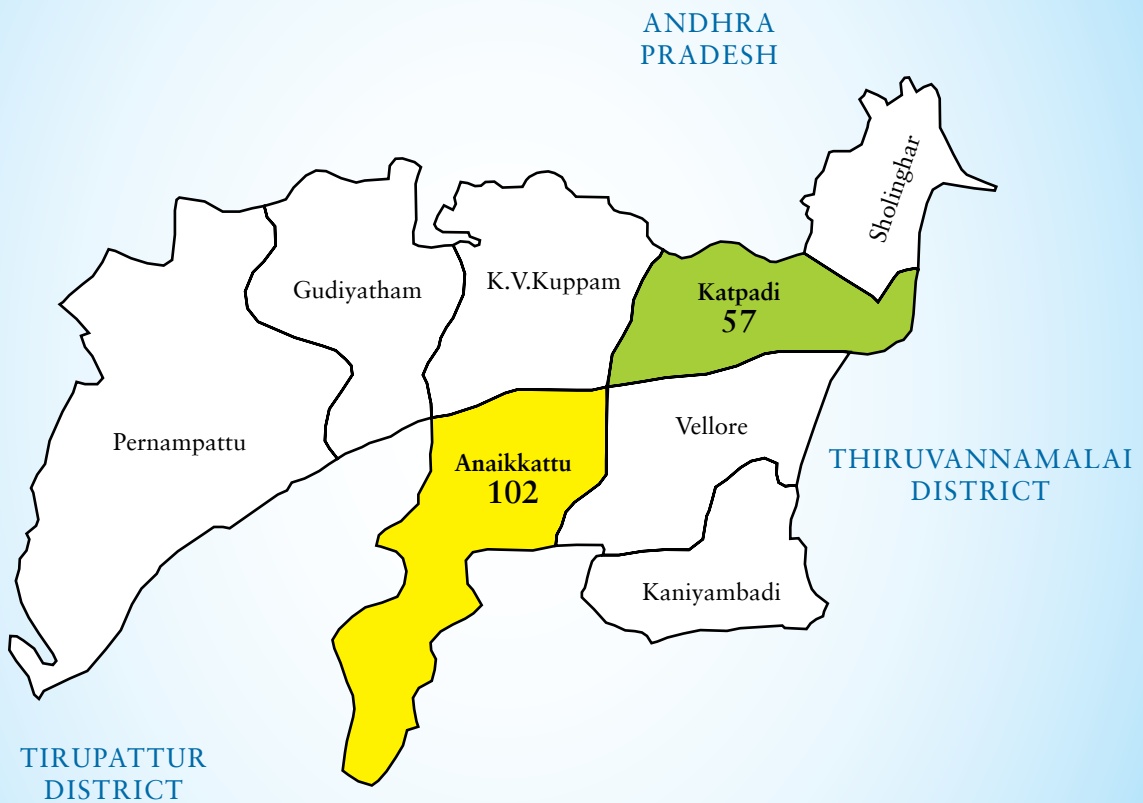 ANDHRA
PRADESH
Sholinghar
Gudiyatham
K.V.Kuppam
Katpadi
57
Pernampattu
Anaikkattu
102
Vellore
THIRUVANNAMALAI
DISTRICT
Kaniyambadi
TIRUPATTUR
DISTRICT